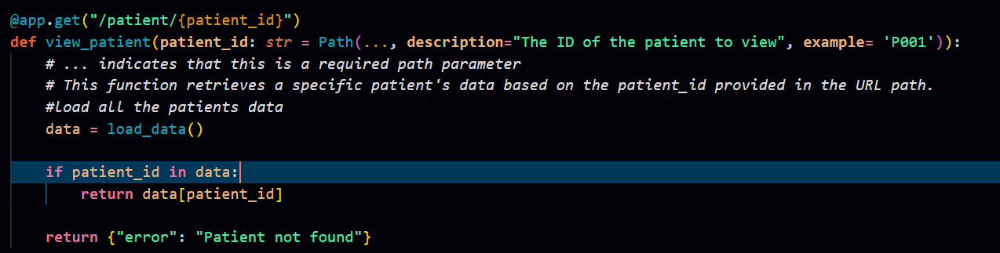 @app.get("/patient/{patient_id}")
def view_patient(patient_id: str = Path(..., description="The ID of the patient to view", example= 'P001')):
    # ... indicates that this is a required path parameter
    # This function retrieves a specific patient's data based on the patient_id provided in the URL path.
    #load all the patients data
    data = load_data()

    if patient_id in data:
        return data[patient_id]

    return {"error": "Patient not found"}